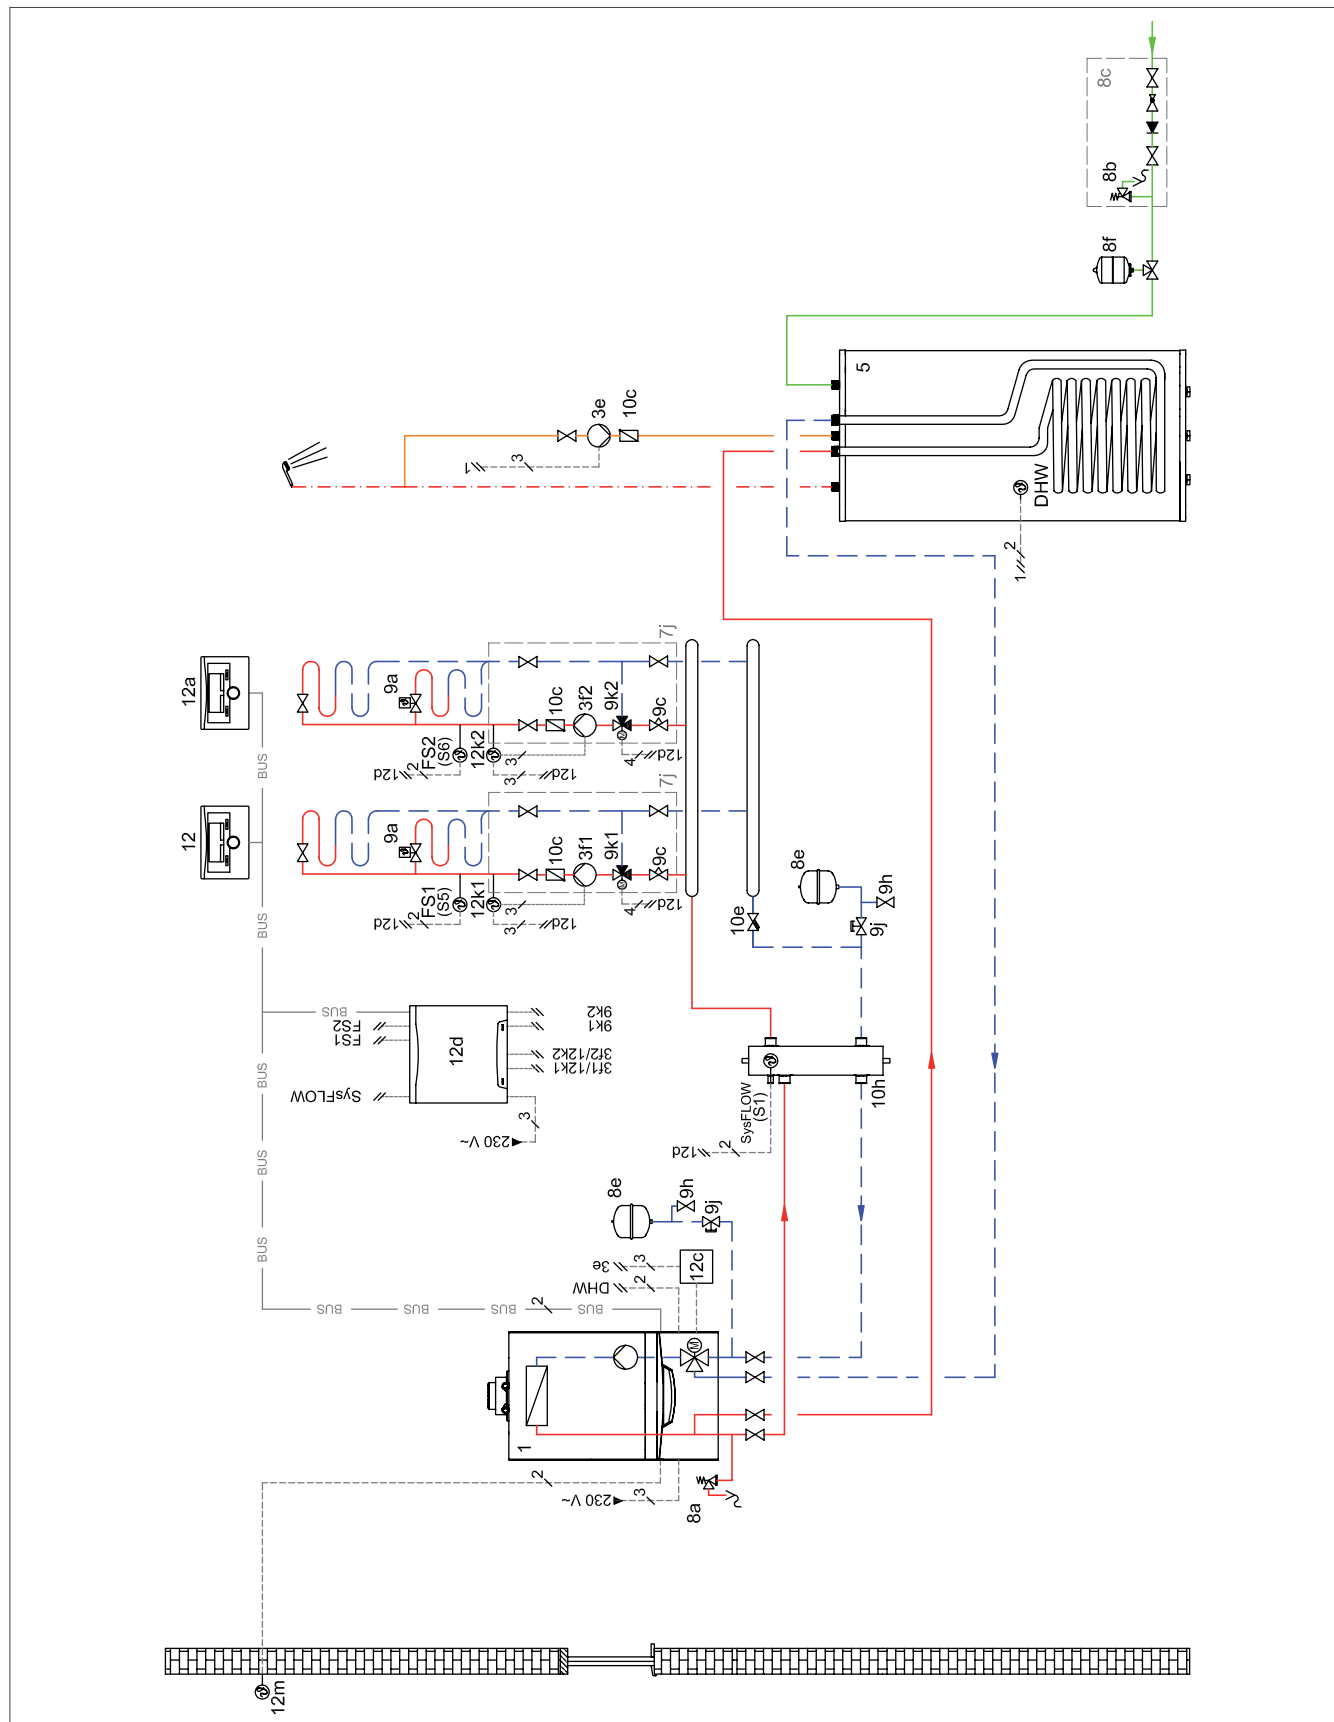 8c
8b
8f
5
3e
10c
1
3
DHW
1
2
12a
BUS
12
BUS
9a
FS2
(S6)
12k2
12d
2
3
12d
10c
3f2
9k2
9c
4
12d
7j
3
9a
FS1
(S5)
12k1
12d
2
3
12d
10c
3f1
9k1
9c
4
12d
7j
3
10e
8e
9h
9j
BUS
FS2
FS1
SysFLOW
12d
9k2
9k1
3f2/12k2
3f1/12k1
3
230 V~
BUS
BUS
SysFLOW
(S1)
12d
2
10h
8e
9h
9j
3e
3
DHW
2
12c
BUS
BUS
BUS
2
BUS
M
1
2
230 V~
3
8a
12m